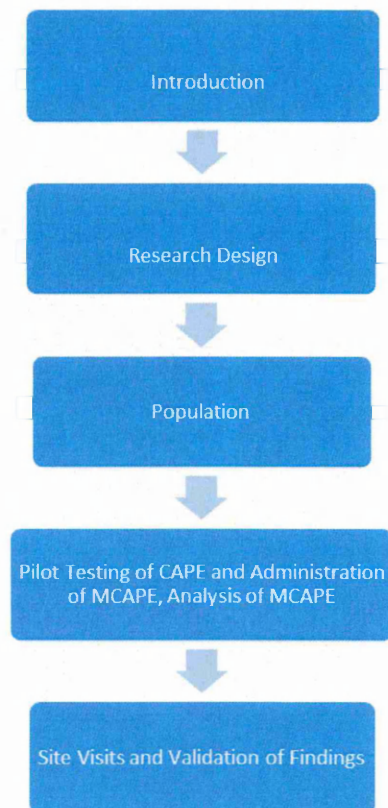 Introduction
Research Design
Population
Pilot Testing of CAPE and Administration
of MCAPE, Analysis of MCAPE
Site Visits and Validation of Findings